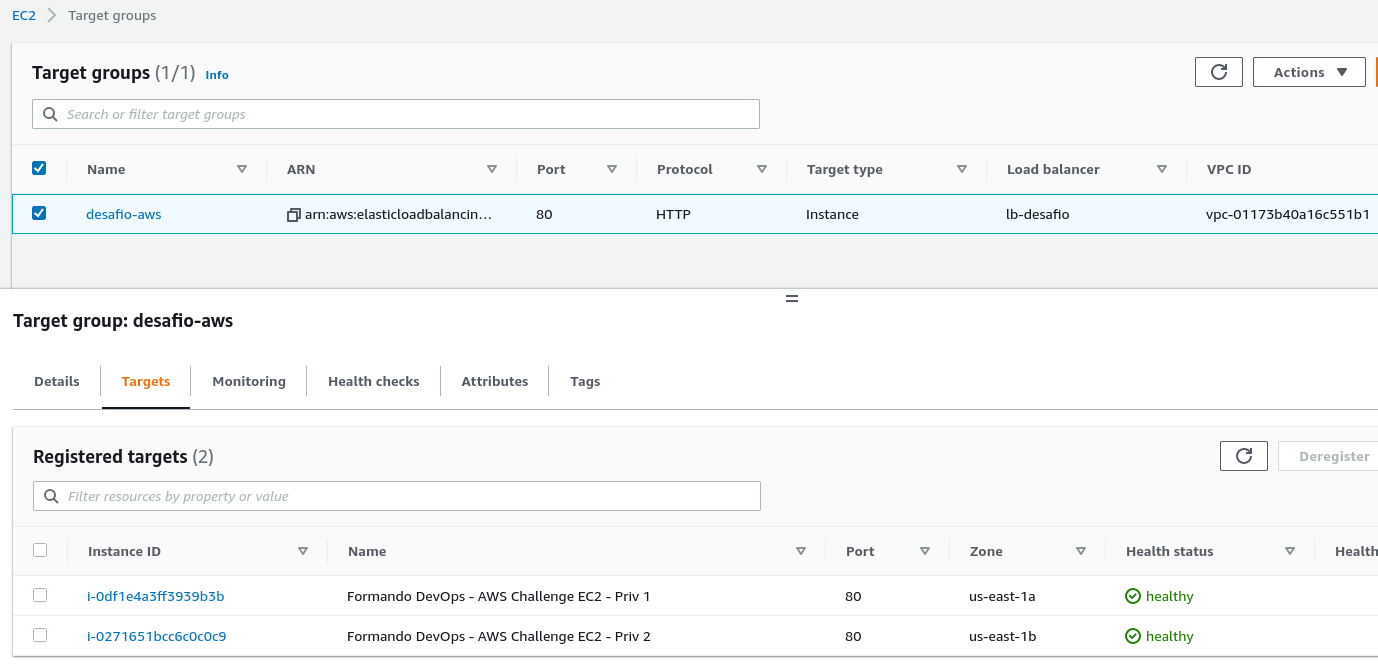 EC2 Target groups
Target groups (1/1) Info
Actions
Search or filter target groups
Name ARN Port Protocol Target type Load balancer VPC ID
desafio-aws arn:aws:elasticloadbalancin... 80 HTTP Instance lb-desafio vpc-01173b40a16c551b1
Target group: desafio-aws
Details Targets Monitoring Health checks Attributes Tags
Registered targets (2)
Deregister
Filter resources by property or value
Instance ID Name Port Zone Health status Health
i-0df1e4a3ff3939b3b Formando DevOps - AWS Challenge EC2 - Priv 1 80 us-east-1a healthy
i-0271651bcc6c0c0c9 Formando DevOps - AWS Challenge EC2 - Priv 2 80 us-east-1b healthy